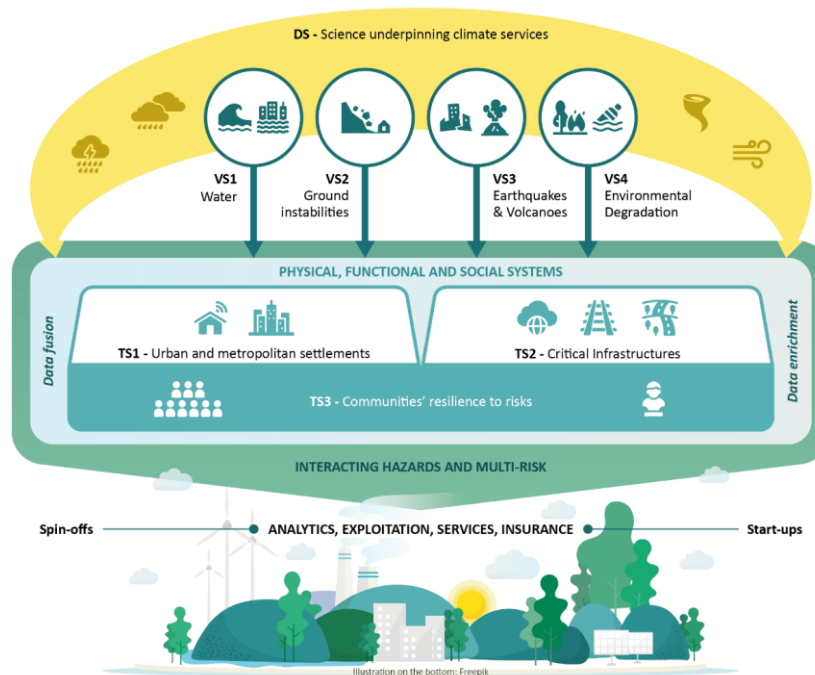 DS - Science underpinning climate services
VS1
Water
VS2
Ground
instabilities
VS3
Earthquakes
& Volcanoes
VS4
Environmental
Degradation
PHYSICAL, FUNCTIONAL AND SOCIAL SYSTEMS
Data fusion
TS1 - Urban and metropolitan settlements
TS2 - Critical Infrastructures
Data enrichment
TS3 - Communities' resilience to risks
INTERACTING HAZARDS AND MULTI-RISK
Spin-offs
ANALYTICS, EXPLOITATION, SERVICES, INSURANCE
Start-ups
Illustration on the bottom: Freepik